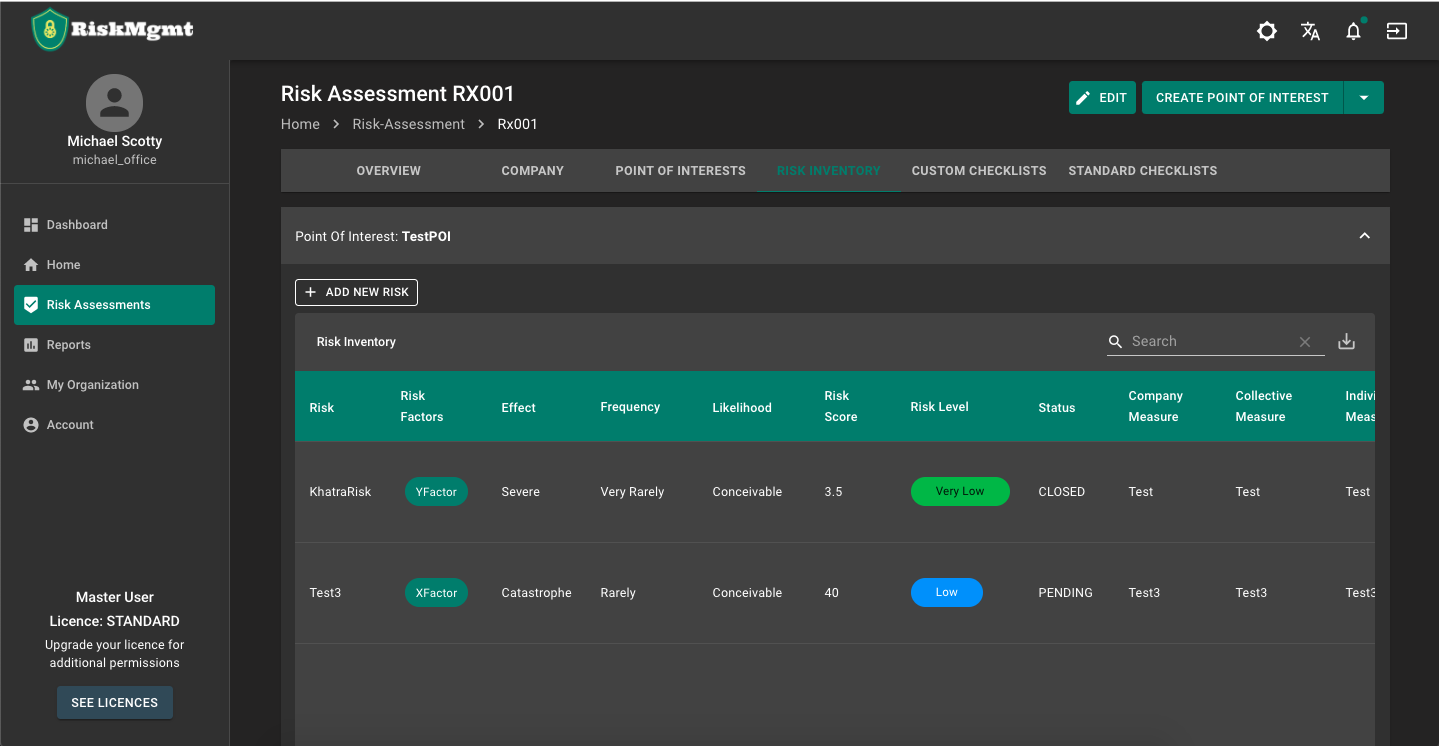 RiskMgmt
Michael Scotty
michael_office
Dashboard
Home
Risk Assessments
Reports
My Organization
Account
Master User
Licence: STANDARD
Upgrade your licence for
additional permissions
SEE LICENCES
Risk Assessment RX001
Home > Risk-Assessment > Rx001
EDIT
CREATE POINT OF INTEREST
OVERVIEW COMPANY POINT OF INTERESTS RISK INVENTORY CUSTOM CHECKLISTS STANDARD CHECKLISTS
Point Of Interest: TestPOI
ADD NEW RISK
Risk Inventory
Search
Risk
Risk
Factors
Effect
Frequency
Likelihood
Risk
Score
Risk Level
Status
Company
Measure
Collective
Measure
KhatraRisk YFactor Severe Very Rarely Conceivable 3.5 Very Low CLOSED Test Test Test
Test3 XFactor Catastrophe Rarely Conceivable 40 Low PENDING Test3 Test3 Test3